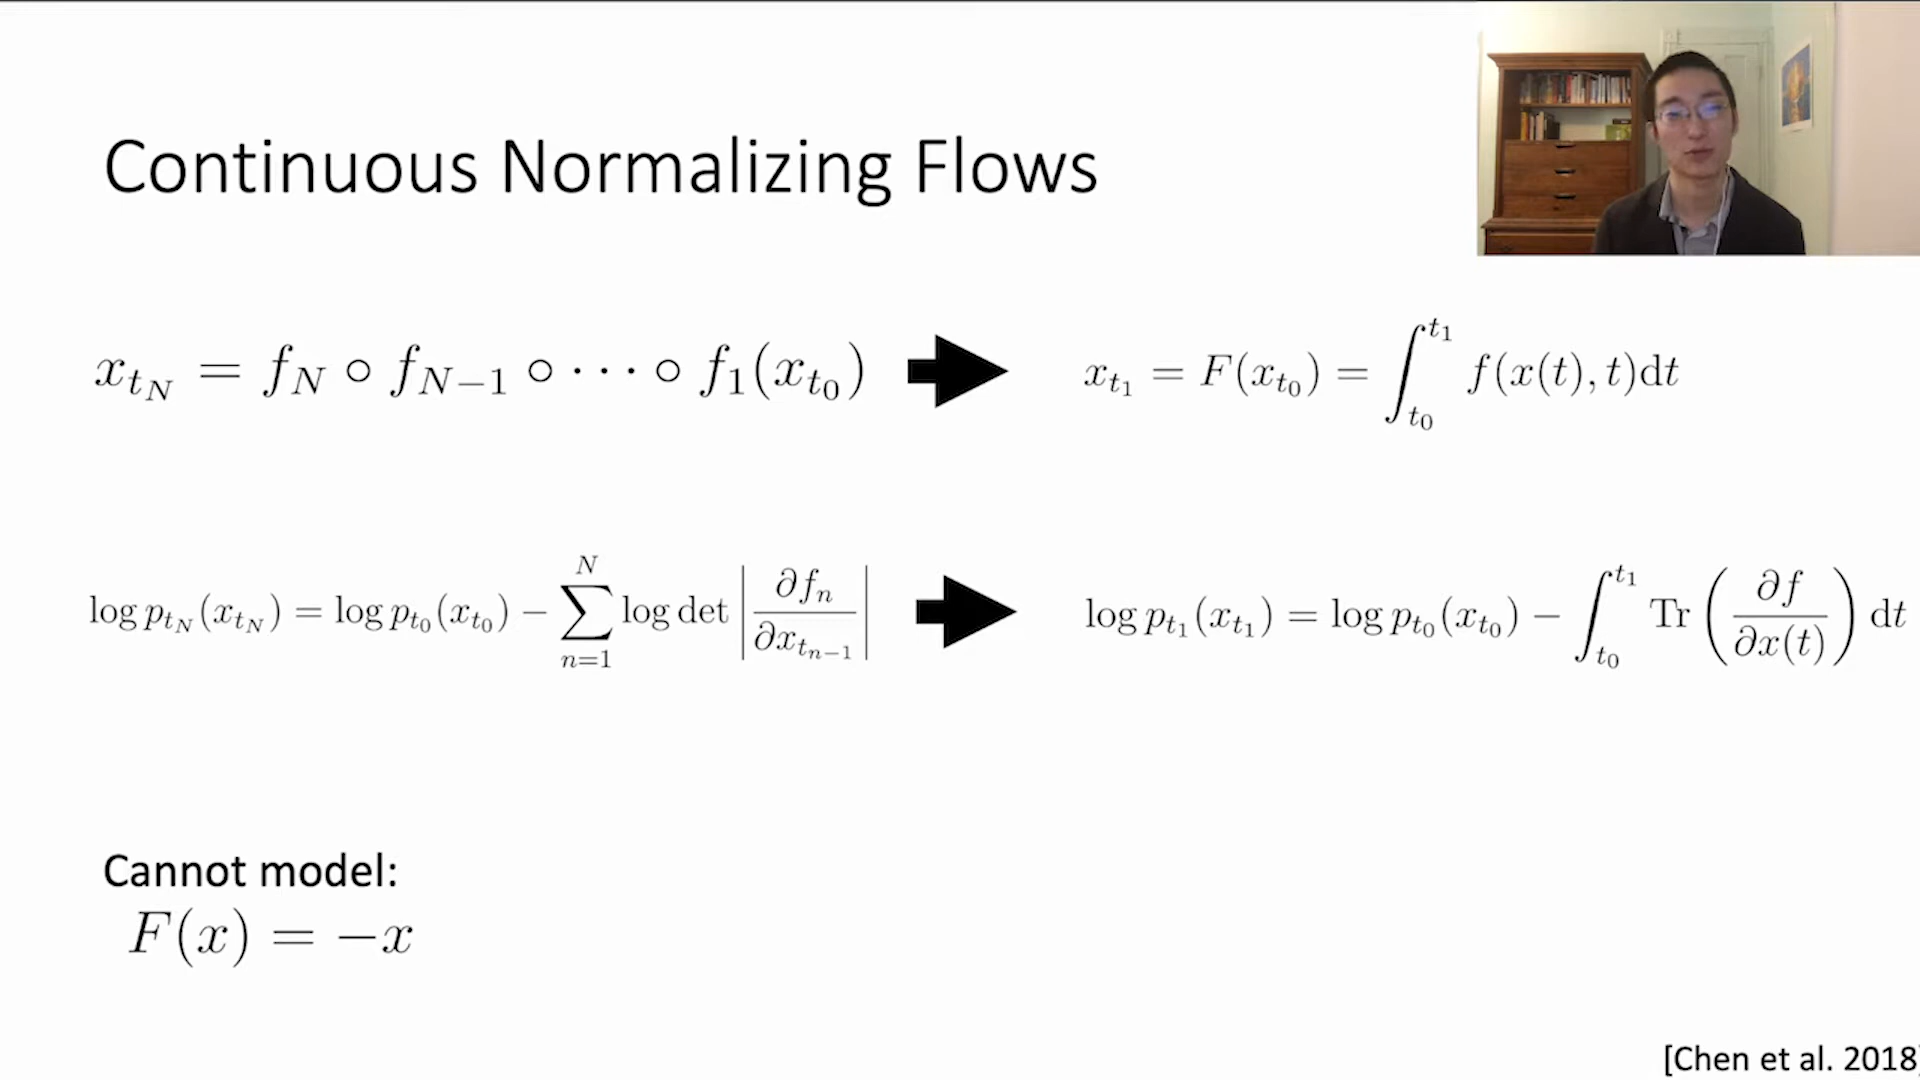 Continuous Normalizing Flows
x_{t_N} = f_N ∘ f_{N−1} ∘ ⋯ ∘ f_1(x_{t_0})
x_{t_1} = F(x_{t_0}) = ∫_{t_0}^{t_1} f(x(t), t)dt
log p_{t_N}(x_{t_N}) = log p_{t_0}(x_{t_0}) − ∑_{n=1}^{N} log det |∂f_n / ∂x_{t_{n−1}}|
log p_{t_1}(x_{t_1}) = log p_{t_0}(x_{t_0}) − ∫_{t_0}^{t_1} Tr (∂f / ∂x(t)) dt
Cannot model:
F(x) = −x
[Chen et al. 2018]